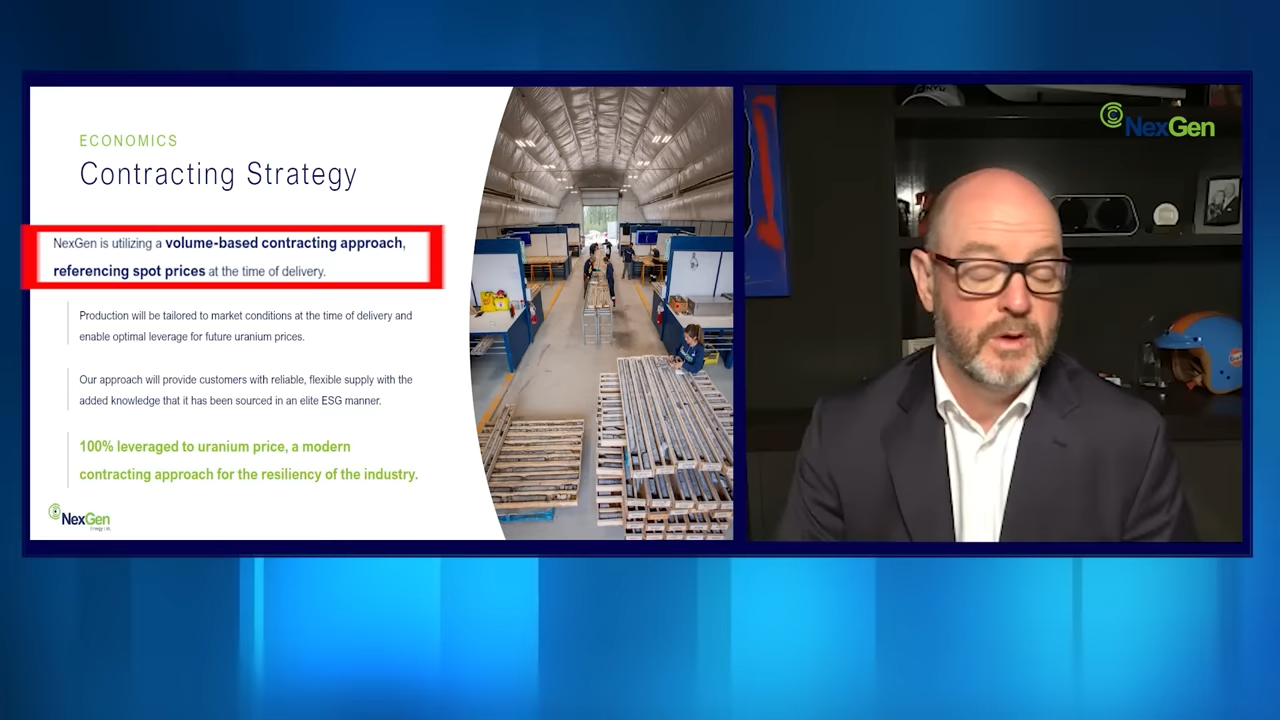 ECONOMICS
Contracting Strategy
NexGen is utilizing a volume-based contracting approach,
referencing spot prices at the time of delivery.
Production will be tailored to market conditions at the time of delivery and
enable optimal leverage for future uranium prices.
Our approach will provide customers with reliable, flexible supply with the
added knowledge that it has been sourced in an elite ESG manner.
100% leveraged to uranium price, a modern
contracting approach for the resiliency of the industry.
NexGen
Energy Ltd.
NexGen